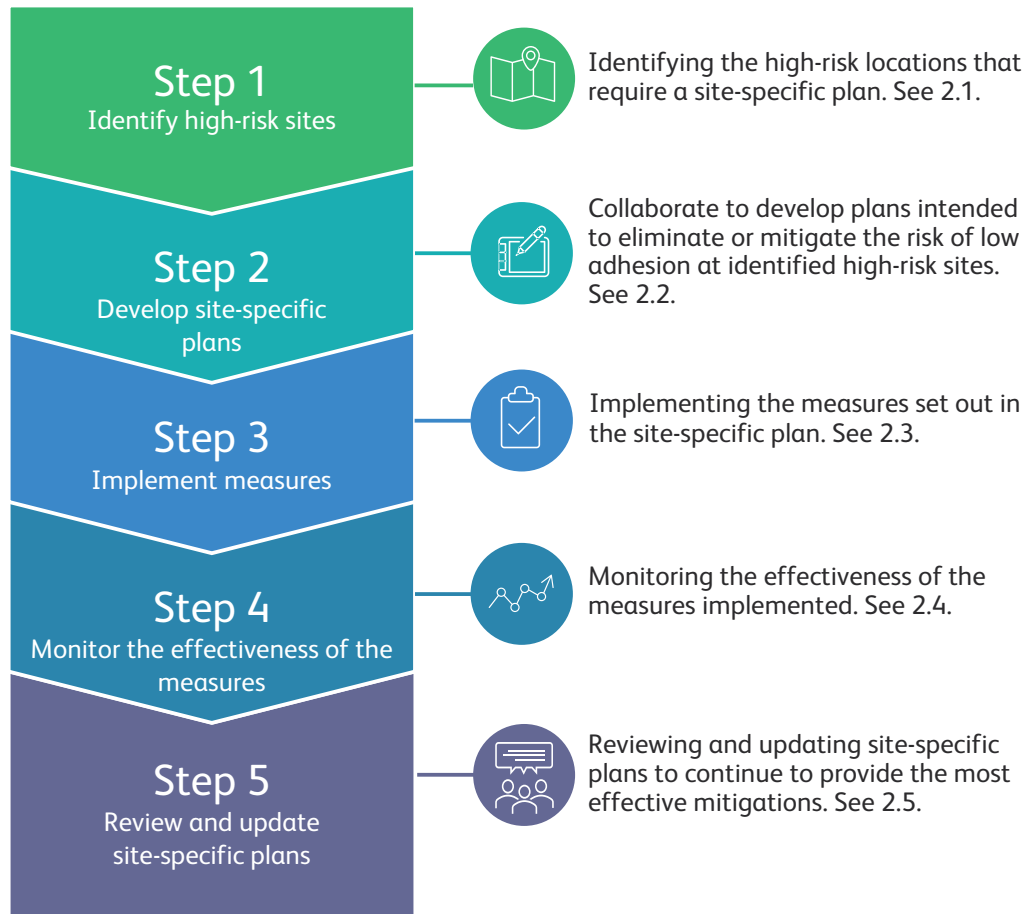 Step 1
Identify high-risk sites
Identifying the high-risk locations that
require a site-specific plan. See 2.1.
Step 2
Develop site-specific
plans
Collaborate to develop plans intended
to eliminate or mitigate the risk of low
adhesion at identified high-risk sites.
See 2.2.
Step 3
Implement measures
Implementing the measures set out in
the site-specific plan. See 2.3.
Step 4
Monitor the effectiveness of the
measures
Monitoring the effectiveness of the
measures implemented. See 2.4.
Step 5
Review and update
site-specific plans
Reviewing and updating site-specific
plans to continue to provide the most
effective mitigations. See 2.5.